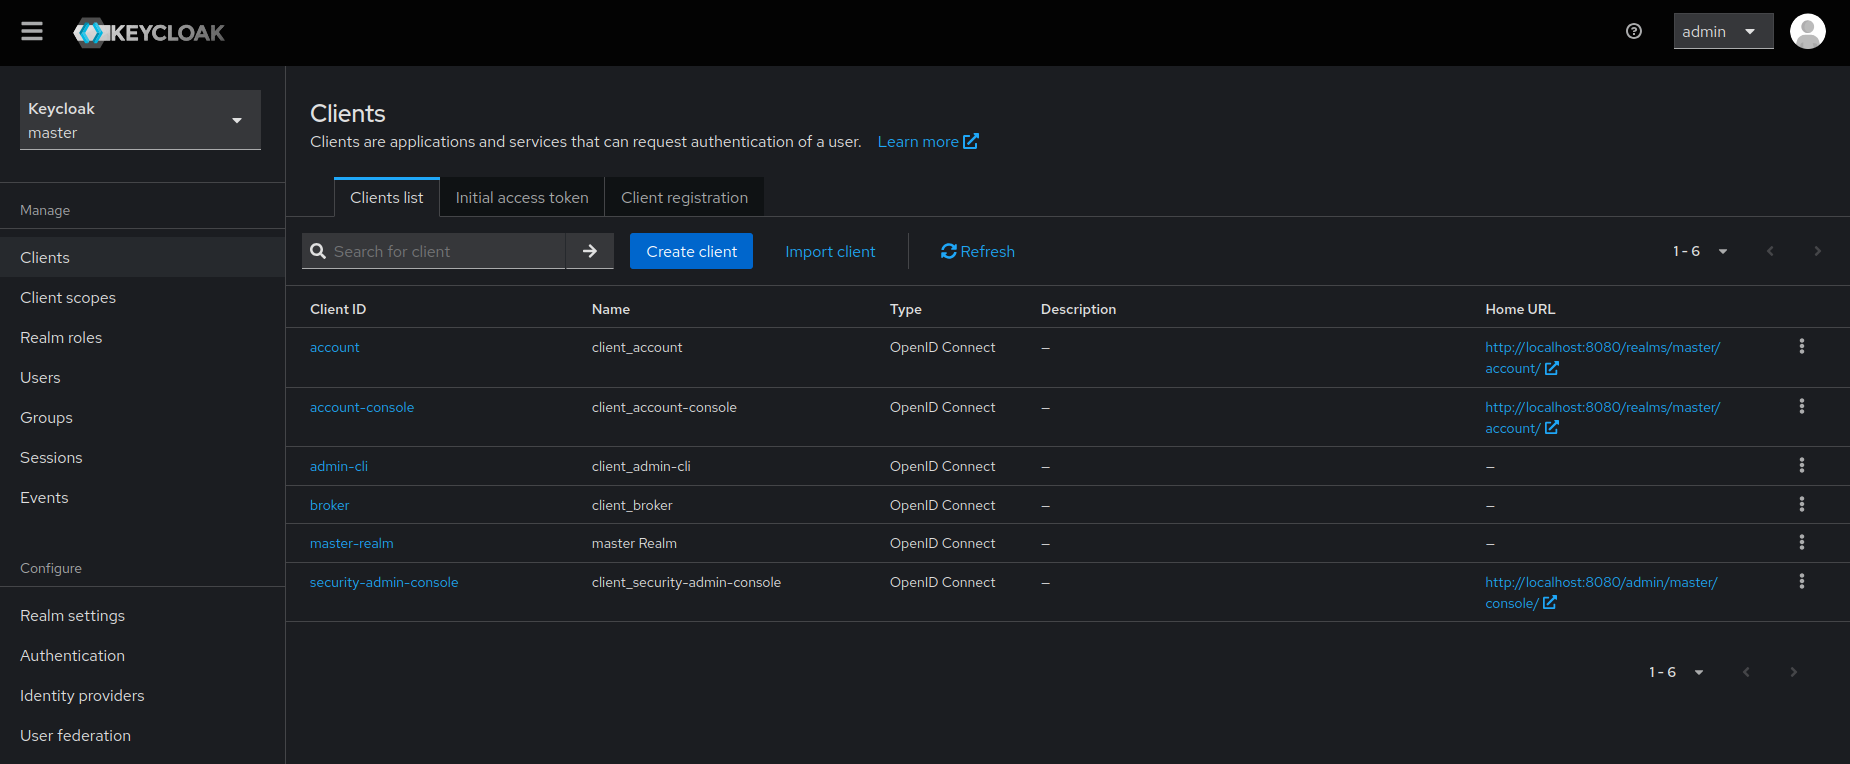 KEYCLOAK
admin
Keycloak
master
Manage
Clients
Client scopes
Realm roles
Users
Groups
Sessions
Events
Configure
Realm settings
Authentication
Identity providers
User federation
Clients
Clients are applications and services that can request authentication of a user. Learn more
Clients list Initial access token Client registration
Search for client Create client Import client Refresh 1 - 6
Client ID Name Type Description Home URL
account client_account OpenID Connect – http://localhost:8080/realms/master/
account/
account-console client_account-console OpenID Connect – http://localhost:8080/realms/master/
account/
admin-cli client_admin-cli OpenID Connect – –
broker client_broker OpenID Connect – –
master-realm master Realm OpenID Connect – –
security-admin-console client_security-admin-console OpenID Connect – http://localhost:8080/admin/master/
console/
1 - 6